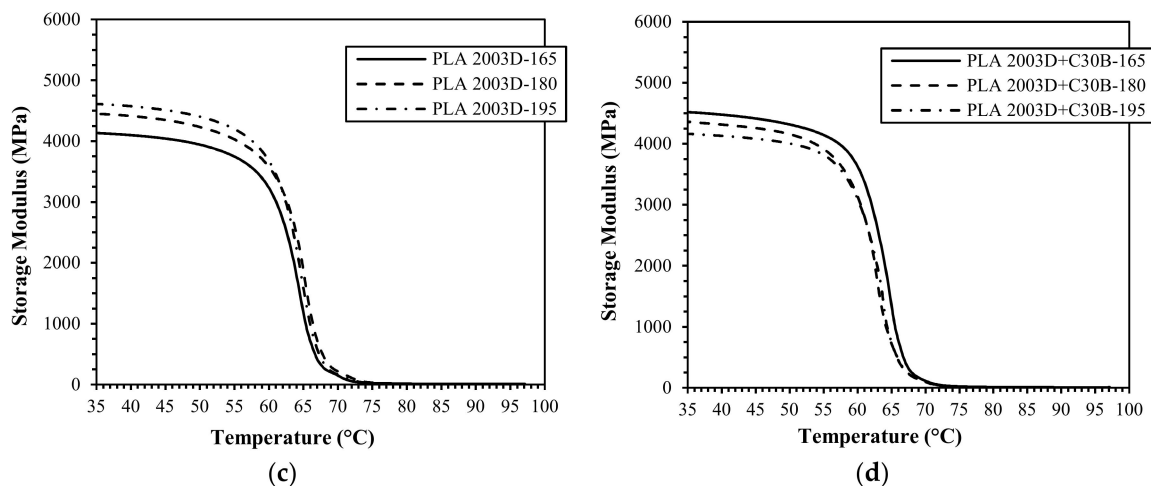 6000
5000
4000
3000
2000
1000
0
Storage Modulus (MPa)
PLA 2003D-165
PLA 2003D-180
PLA 2003D-195
35 40 45 50 55 60 65 70 75 80 85 90 95 100
Temperature (°C)
(c)
6000
5000
4000
3000
2000
1000
0
Storage Modulus (MPa)
PLA 2003D+C30B-165
PLA 2003D+C30B-180
PLA 2003D+C30B-195
35 40 45 50 55 60 65 70 75 80 85 90 95 100
Temperature (°C)
(d)